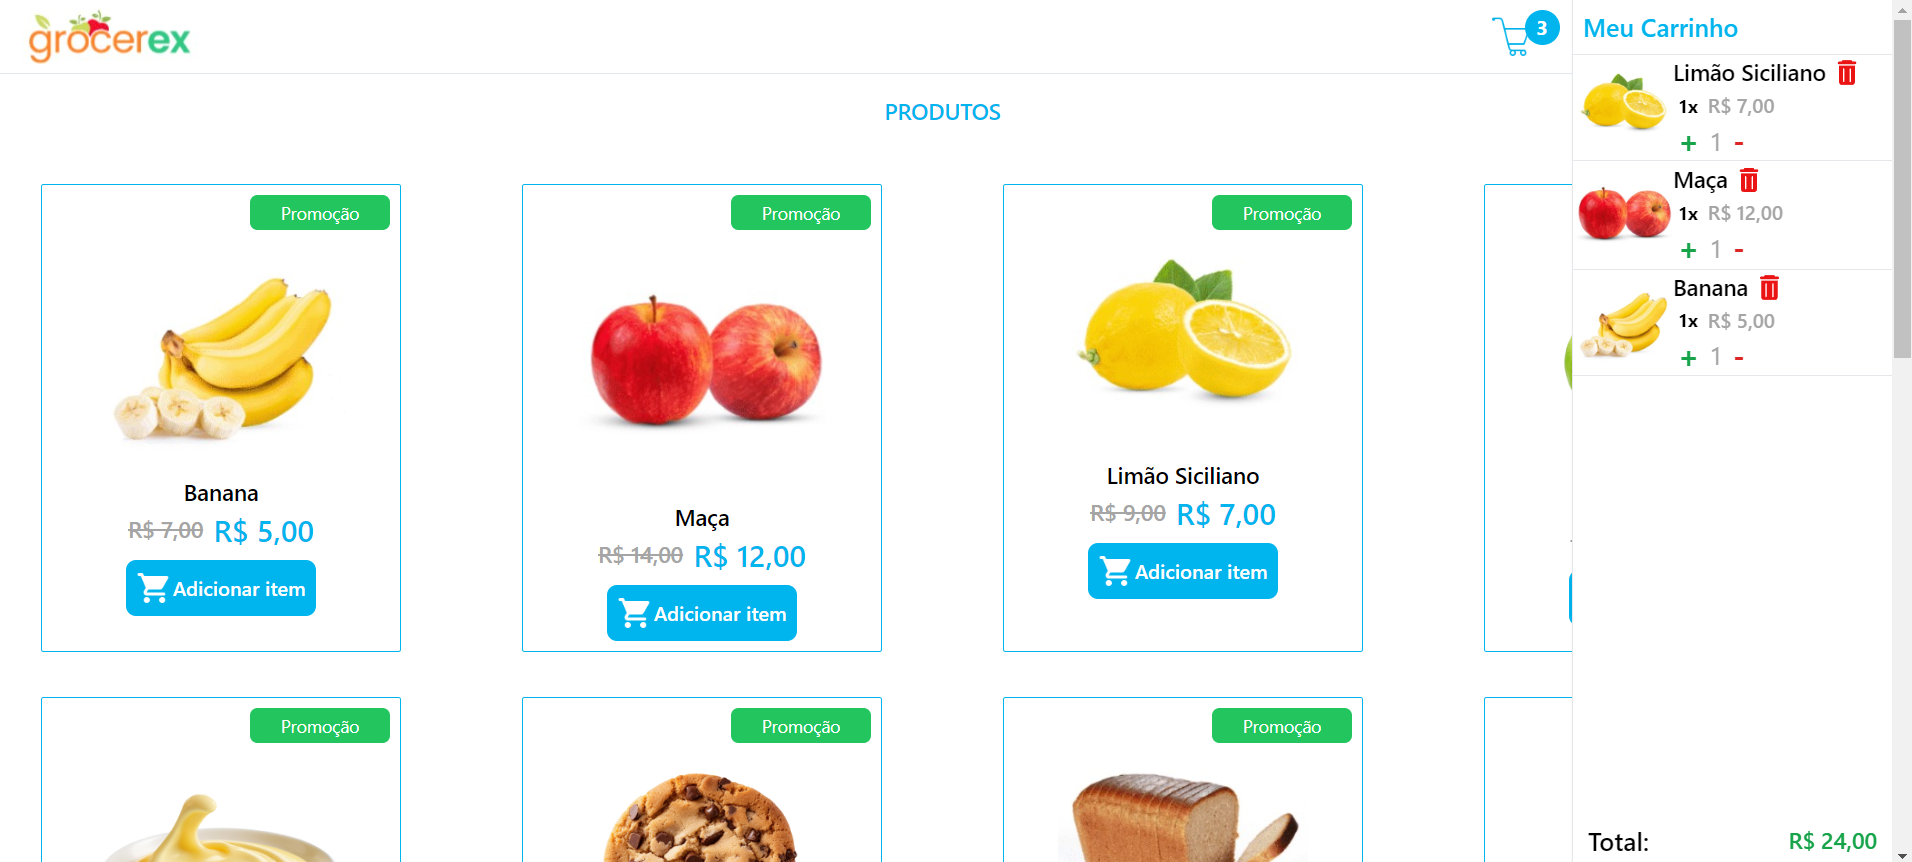 grocerex
3
Meu Carrinho
PRODUTOS
Limão Siciliano
1x R$ 7,00
+ 1 -
Maça
1x R$ 12,00
+ 1 -
Banana
1x R$ 5,00
+ 1 -
Total: R$ 24,00
Promoção
Banana
R$ 7,00 R$ 5,00
Adicionar item
Promoção
Maça
R$ 14,00 R$ 12,00
Adicionar item
Promoção
Limão Siciliano
R$ 9,00 R$ 7,00
Adicionar item
Promoção
Promoção
Promoção